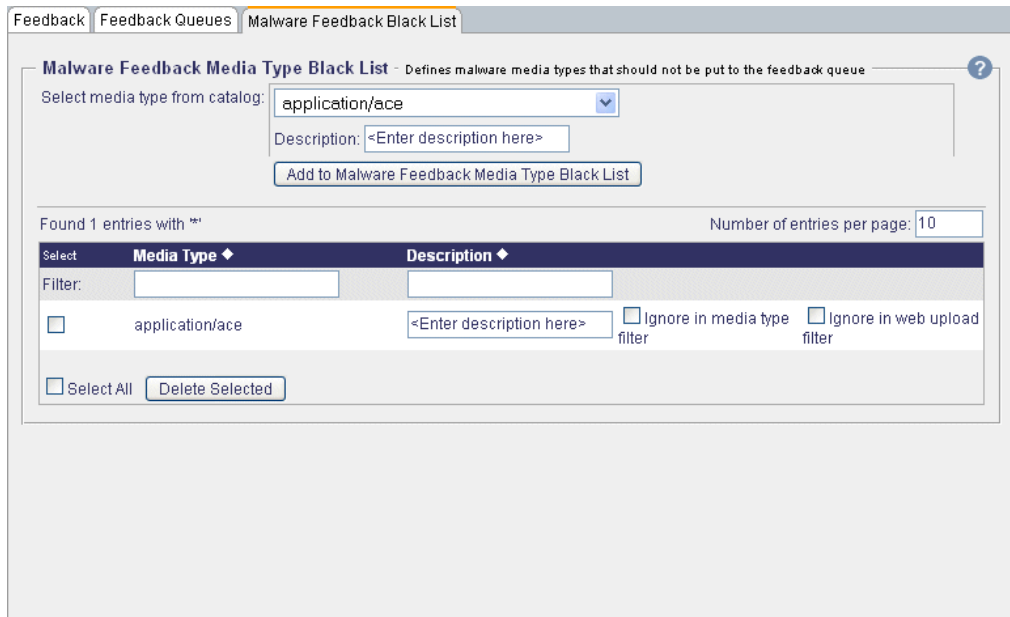 Feedback Feedback Queues Malware Feedback Black List
Malware Feedback Media Type Black List - Defines malware media types that should not be put to the feedback queue ?
Select media type from catalog: application/ace
Description: <Enter description here>
Add to Malware Feedback Media Type Black List
Found 1 entries with '*' Number of entries per page: 10
Select Media Type Description
Filter:
application/ace <Enter description here> Ignore in media type filter Ignore in web upload filter
Select All Delete Selected